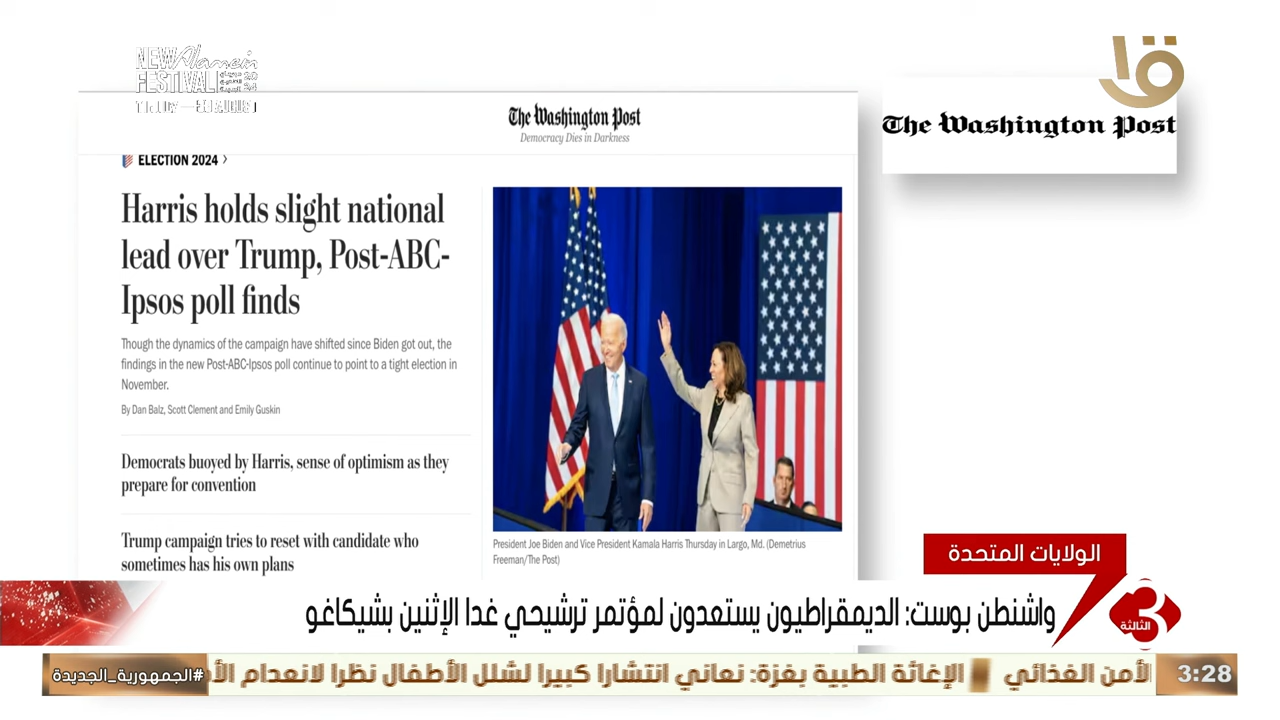 NEW Alamein
FESTIVAL
The Washington Post
Democracy Dies in Darkness
The Washington Post
ELECTION 2024 >
Harris holds slight national
lead over Trump, Post-ABC-
Ipsos poll finds
Though the dynamics of the campaign have shifted since Biden got out, the
findings in the new Post-ABC-Ipsos poll continue to point to a tight election in
November.
By Dan Balz, Scott Clement and Emily Guskin
Democrats buoyed by Harris, sense of optimism as they
prepare for convention
Trump campaign tries to reset with candidate who
sometimes has his own plans
President Joe Biden and Vice President Kamala Harris Thursday in Largo, Md. (Demetrius
Freeman/The Post)
الولايات المتحدة
واشنطن بوست: الديمقراطيون يستعدون لمؤتمر ترشيحي غدا الإثنين بشيكاغو
3 الثالثة
الأمن الغذائي الإغاثة الطبية بغزة: نعاني انتشارا كبيرا لشلل الأطفال نظرا لانعدام
#الجمهورية_الجديدة
3:28